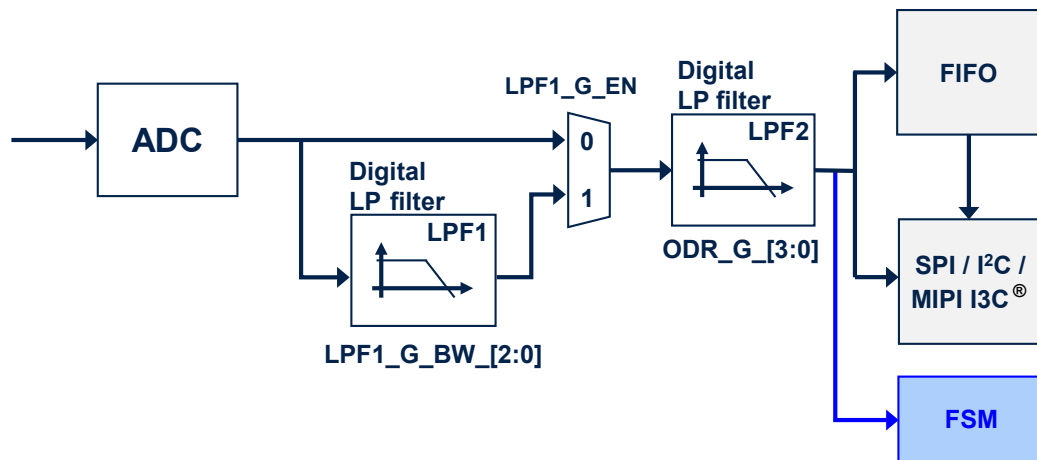 ADC
Digital
LP filter
LPF1
LPF1_G_BW_[2:0]
LPF1_G_EN
0
1
Digital
LP filter
LPF2
ODR_G_[3:0]
FIFO
SPI / I²C /
MIPI I3C®
FSM